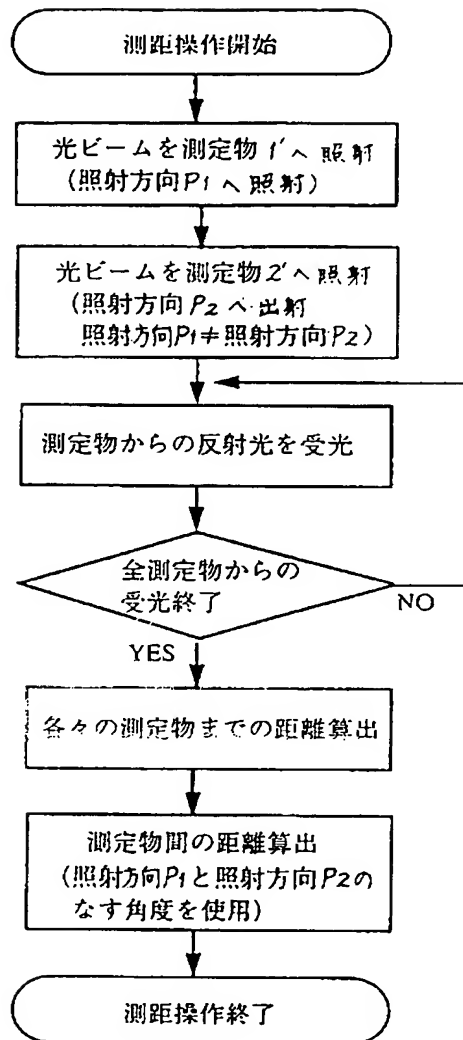 測距操作開始
光ビームを測定物1'へ照射
(照射方向P1へ照射)
光ビームを測定物2'へ照射
(照射方向P2へ出射
照射方向P1≠照射方向P2)
測定物からの反射光を受光
全測定物からの
受光終了
NO
YES
各々の測定物までの距離算出
測定物間の距離算出
(照射方向P1と照射方向P2の
なす角度を使用)
測距操作終了